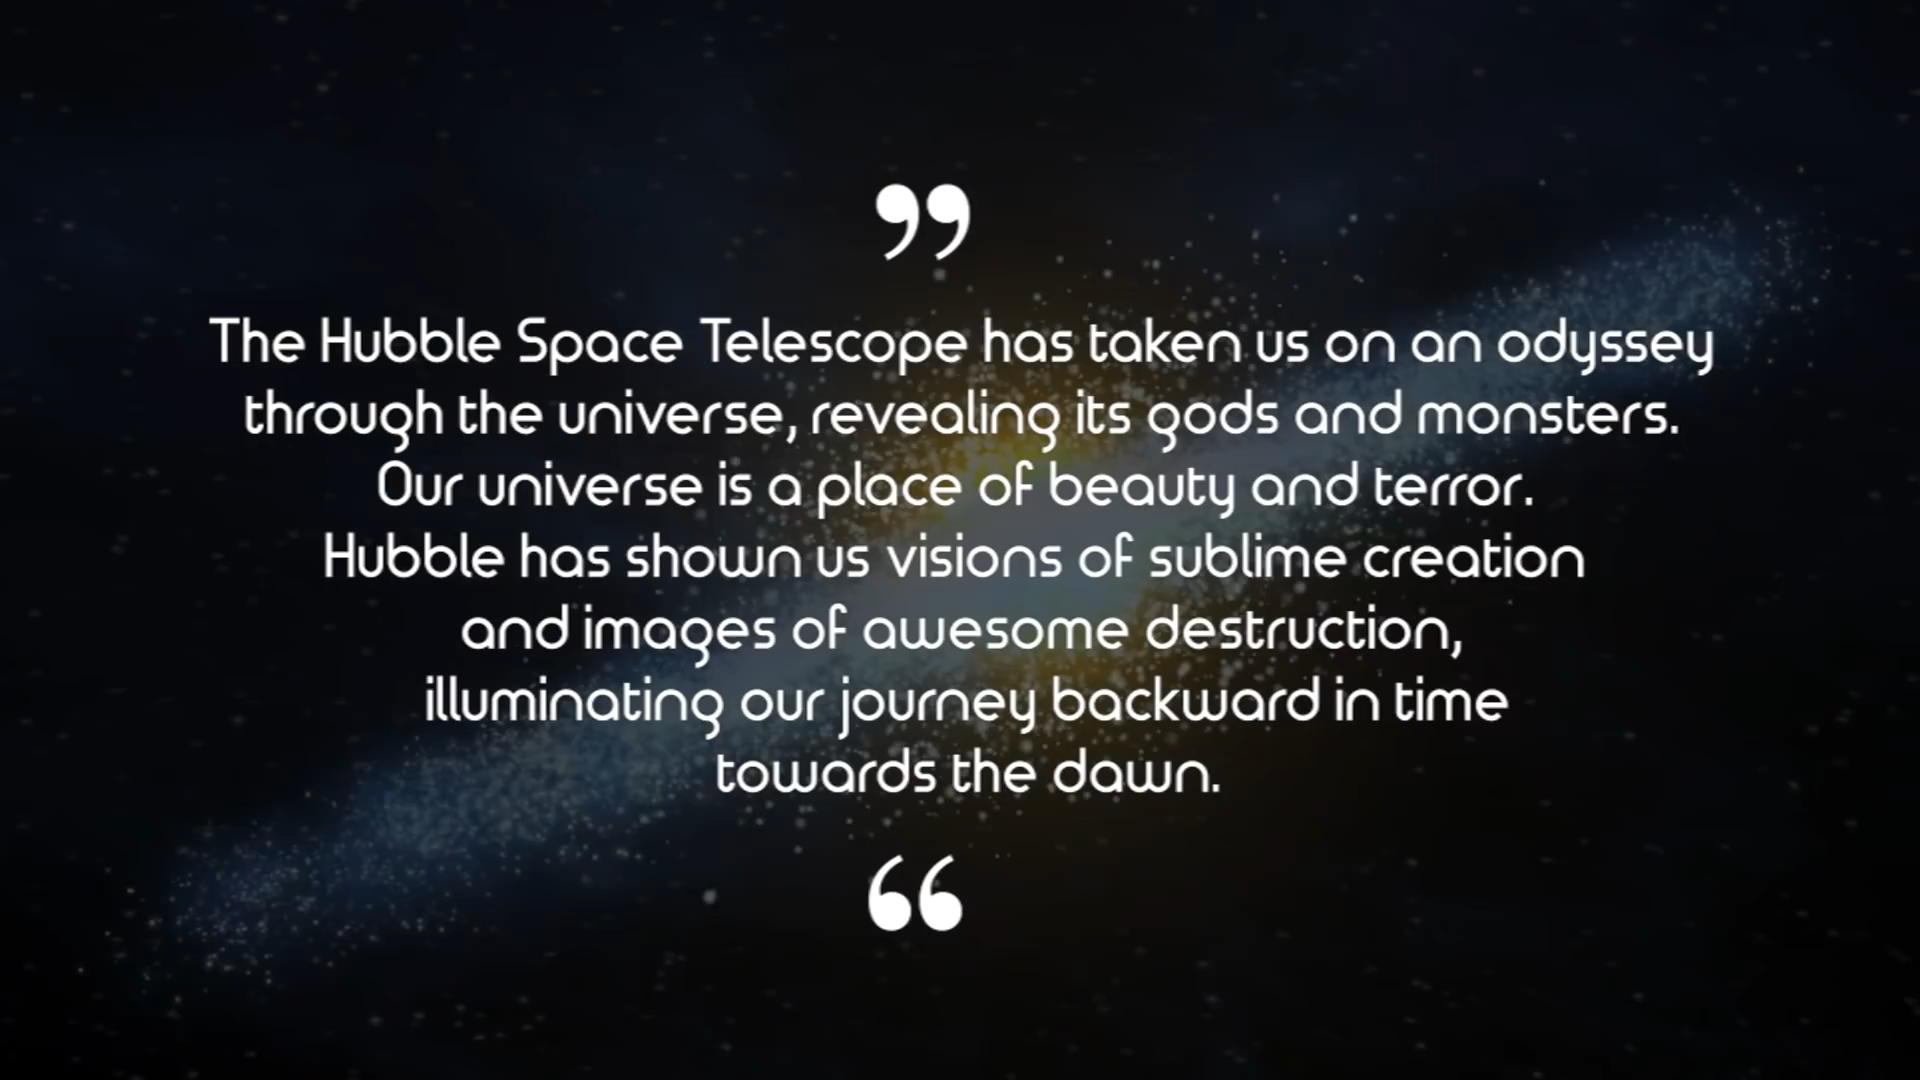 ”
The Hubble Space Telescope has taken us on an odyssey
through the universe, revealing its gods and monsters.
Our universe is a place of beauty and terror.
Hubble has shown us visions of sublime creation
and images of awesome destruction,
illuminating our journey backward in time
towards the dawn.
“